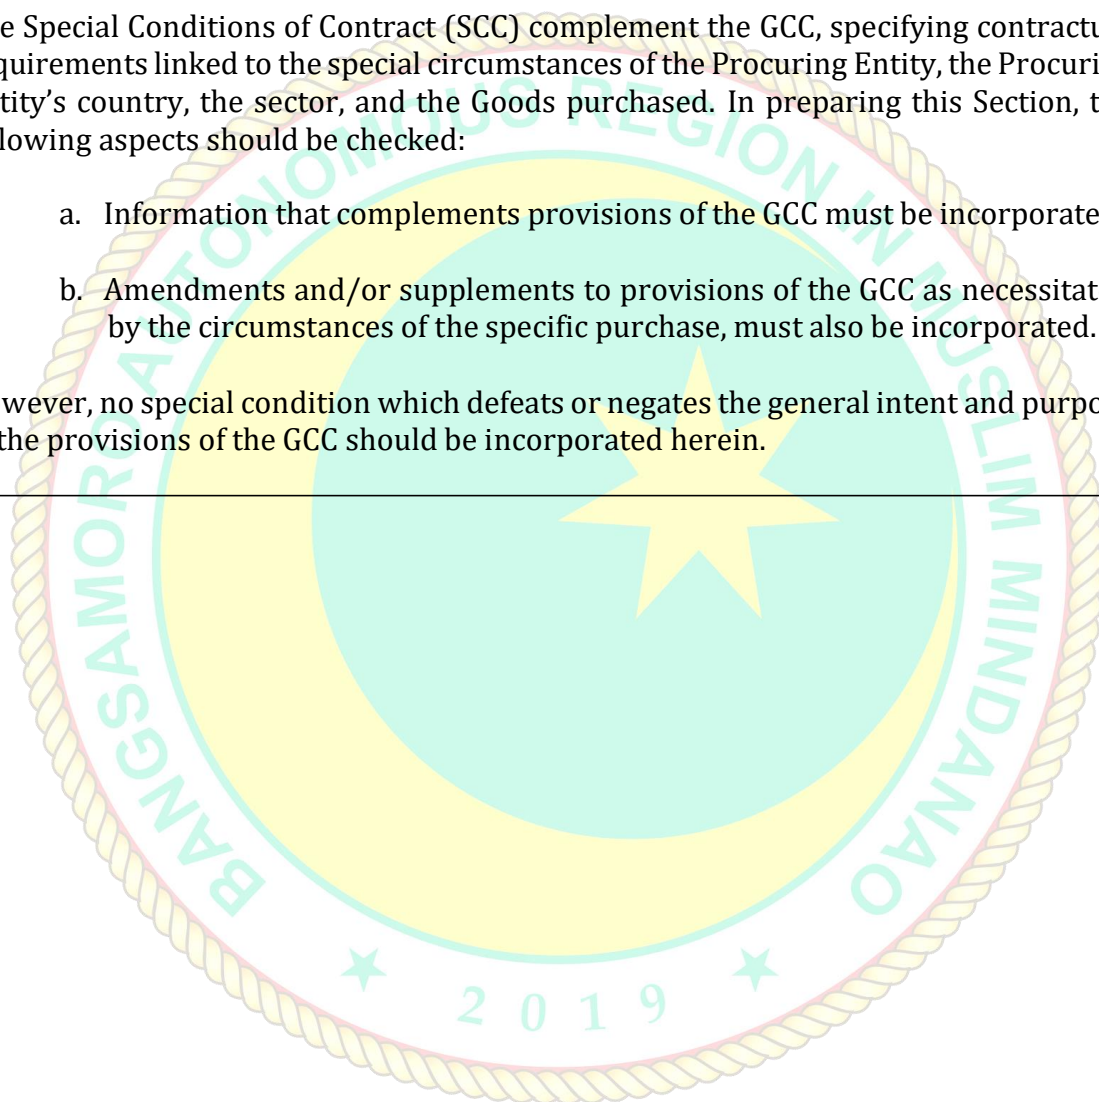 e Special Conditions of Contract (SCC) complement the GCC, specifying contractu
quirements linked to the special circumstances of the Procuring Entity, the Procuri
tity's country, the sector, and the Goods purchased. In preparing this Section, t
llowing aspects should be checked:
a. Information that complements provisions of the GCC must be incorporate
b. Amendments and/or supplements to provisions of the GCC as necessitat
by the circumstances of the specific purchase, must also be incorporated.
wever, no special condition which defeats or negates the general intent and purpo
the provisions of the GCC should be incorporated herein.
BANGSAMORO AUTONOMOUS REGION IN MUSLIM MINDANAO
2019